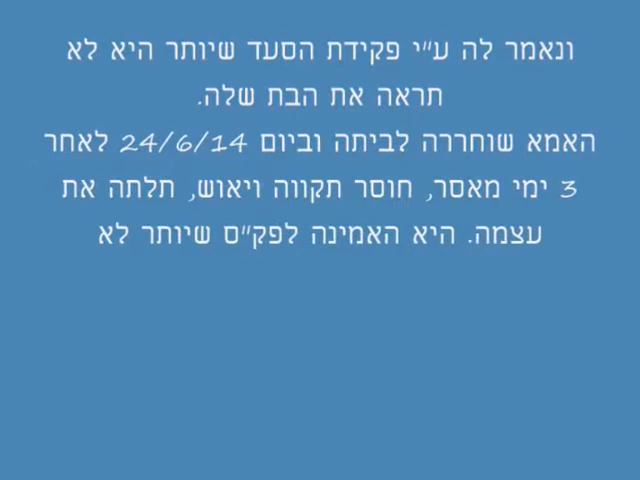 ונאמר לה ע"י פקידת הסעד שיותר היא לא
תראה את הבת שלה.
האמא שוחררה לביתה וביום 24/6/14 לאחר
3 ימי מאסר, חוסר תקווה ויאוש, תלתה את
עצמה. היא האמינה לפק"ס שיותר לא